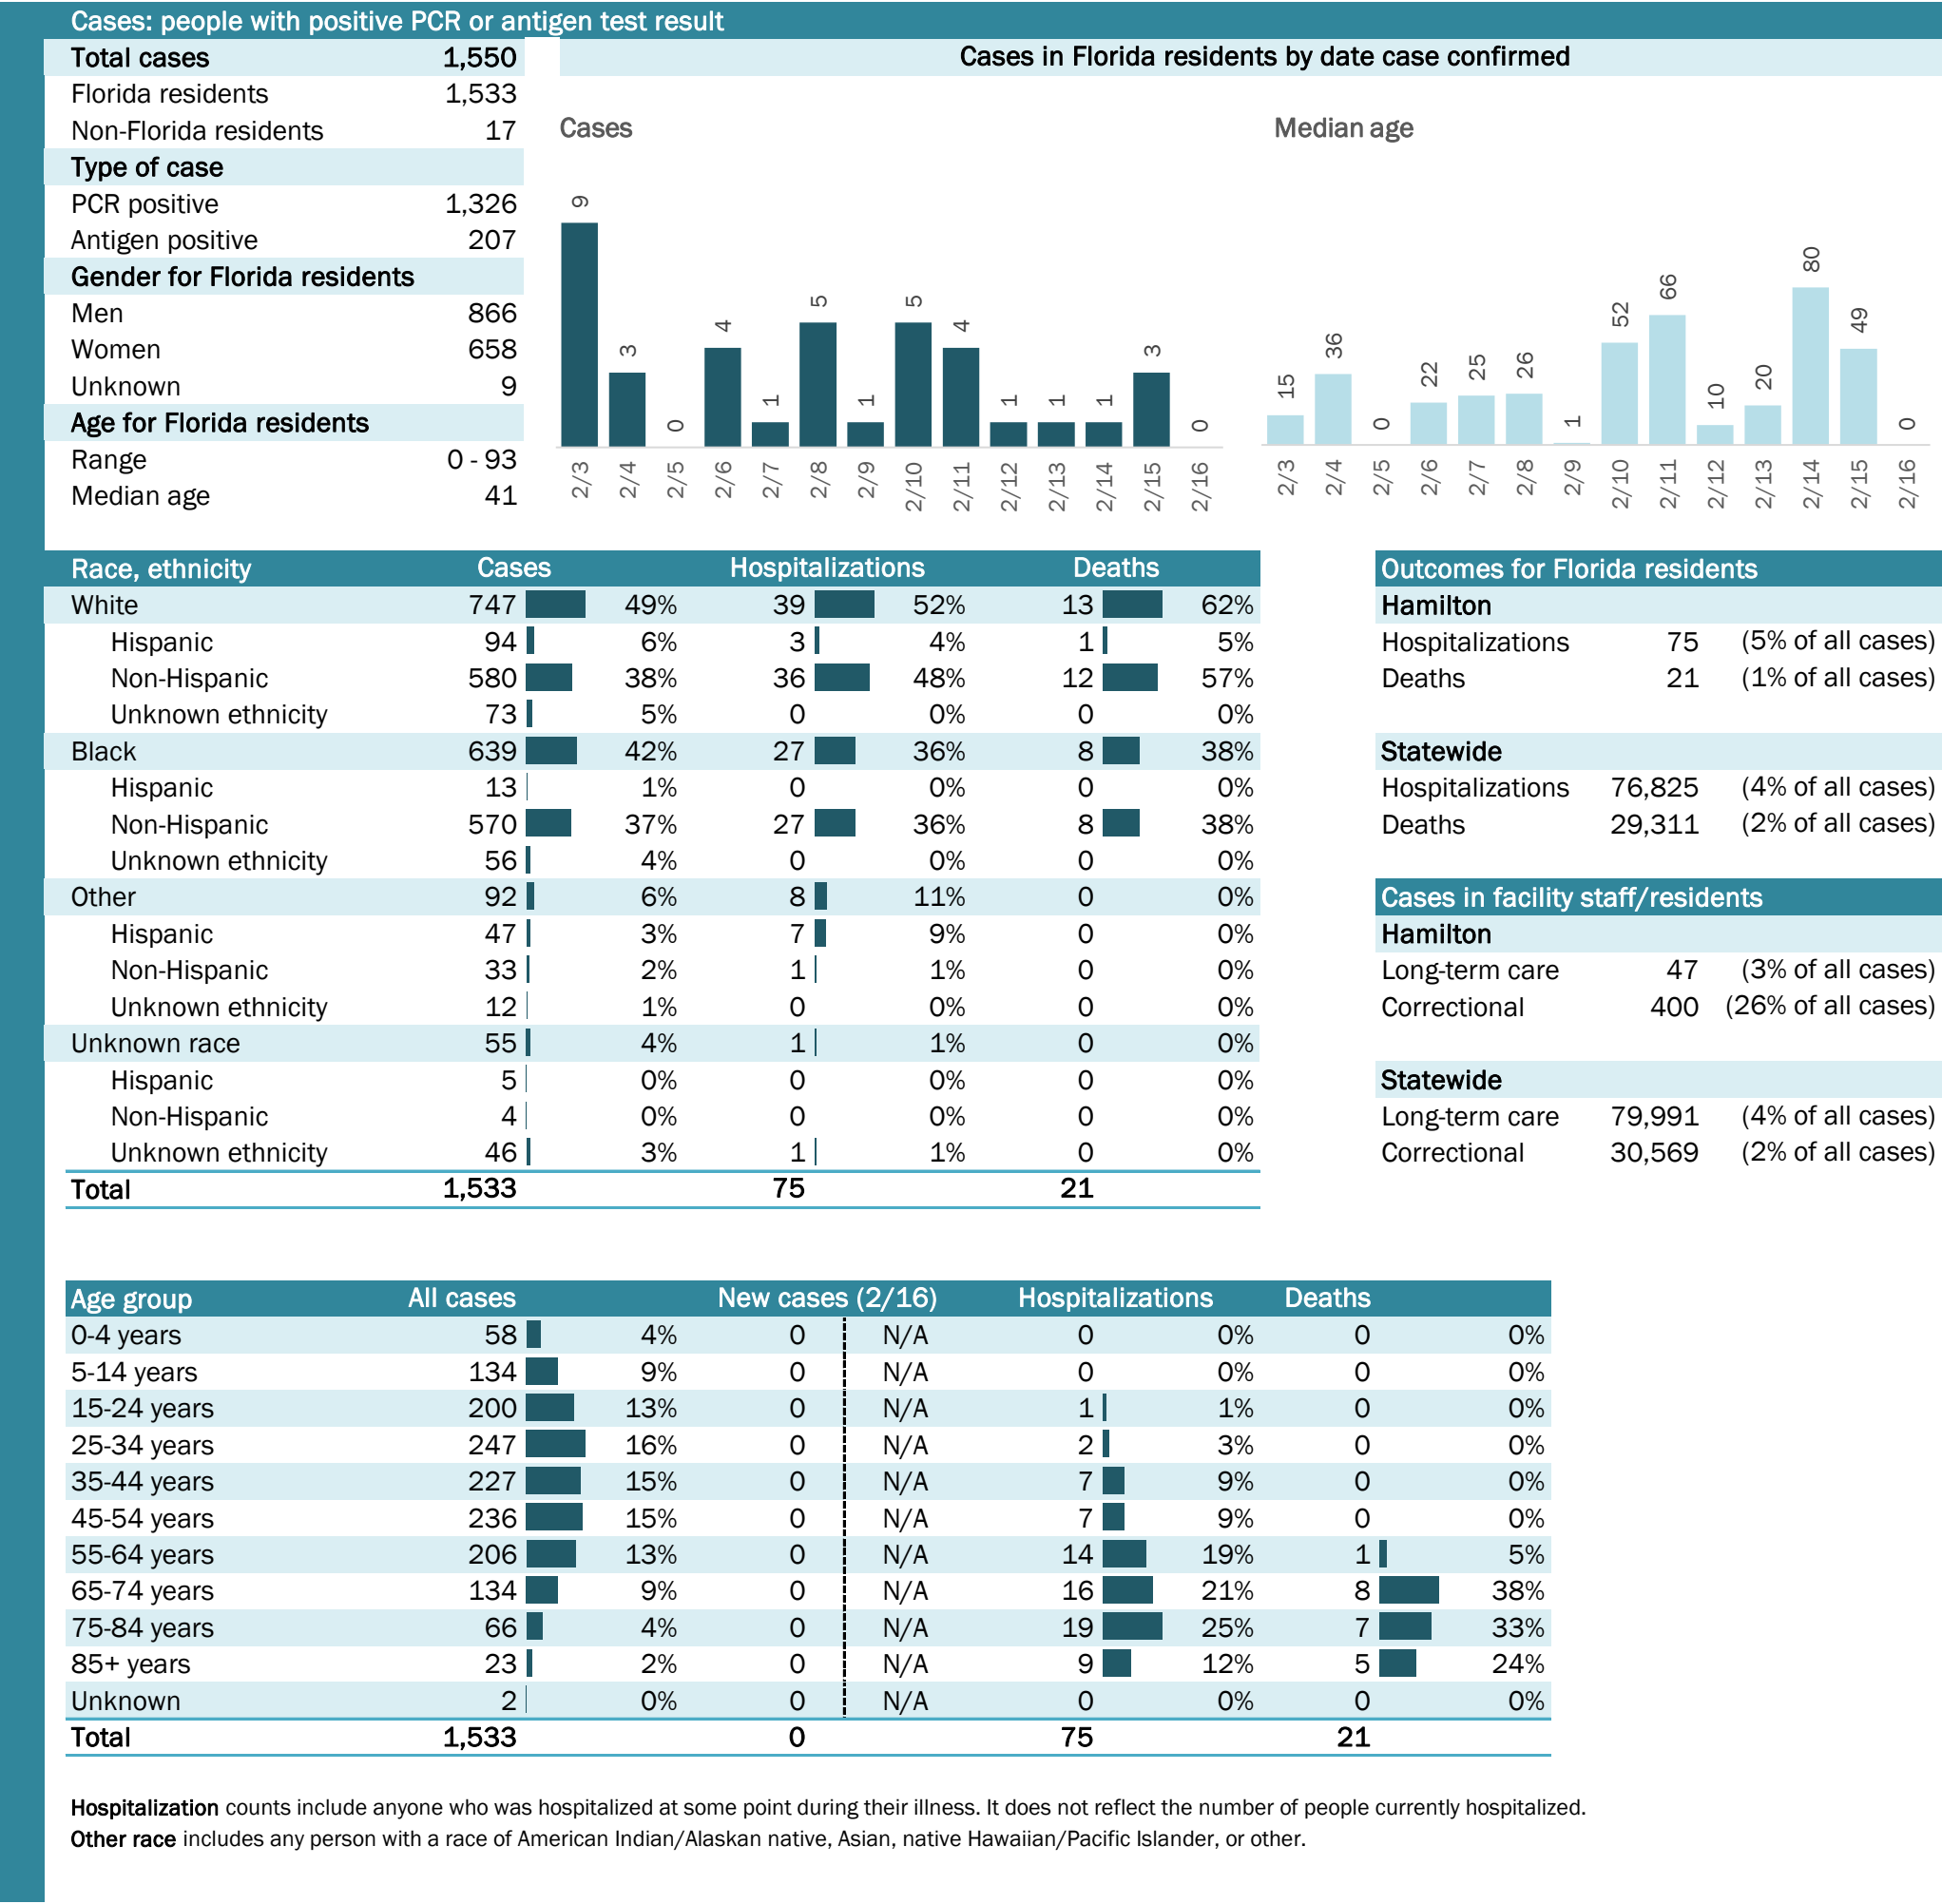 Cases: people with positive PCR or antigen test result
Total cases 1,550
Florida residents 1,533
Non-Florida residents 17
Type of case
PCR positive 1,326
Antigen positive 207
Gender for Florida residents
Men 866
Women 658
Unknown 9
Age for Florida residents
Range 0 - 93
Median age 41
Cases in Florida residents by date case confirmed
Cases
9 3 0 4 1 5 1 5 4 1 1 1 3 0
2/3 2/4 2/5 2/6 2/7 2/8 2/9 2/10 2/11 2/12 2/13 2/14 2/15 2/16
Median age
15 36 0 22 25 26 1 52 66 10 20 80 49 0
2/3 2/4 2/5 2/6 2/7 2/8 2/9 2/10 2/11 2/12 2/13 2/14 2/15 2/16
Race, ethnicity Cases Hospitalizations Deaths
White 747 49% 39 52% 13 62%
Hispanic 94 6% 3 4% 1 5%
Non-Hispanic 580 38% 36 48% 12 57%
Unknown ethnicity 73 5% 0 0% 0 0%
Black 639 42% 27 36% 8 38%
Hispanic 13 1% 0 0% 0 0%
Non-Hispanic 570 37% 27 36% 8 38%
Unknown ethnicity 56 4% 0 0% 0 0%
Other 92 6% 8 11% 0 0%
Hispanic 47 3% 7 9% 0 0%
Non-Hispanic 33 2% 1 1% 0 0%
Unknown ethnicity 12 1% 0 0% 0 0%
Unknown race 55 4% 1 1% 0 0%
Hispanic 5 0% 0 0% 0 0%
Non-Hispanic 4 0% 0 0% 0 0%
Unknown ethnicity 46 3% 1 1% 0 0%
Total 1,533 75 21
Outcomes for Florida residents
Hamilton
Hospitalizations 75 (5% of all cases)
Deaths 21 (1% of all cases)
Statewide
Hospitalizations 76,825 (4% of all cases)
Deaths 29,311 (2% of all cases)
Cases in facility staff/residents
Hamilton
Long-term care 47 (3% of all cases)
Correctional 400 (26% of all cases)
Statewide
Long-term care 79,991 (4% of all cases)
Correctional 30,569 (2% of all cases)
Age group All cases New cases (2/16) Hospitalizations Deaths
0-4 years 58 4% 0 N/A 0 0% 0 0%
5-14 years 134 9% 0 N/A 0 0% 0 0%
15-24 years 200 13% 0 N/A 1 1% 0 0%
25-34 years 247 16% 0 N/A 2 3% 0 0%
35-44 years 227 15% 0 N/A 7 9% 0 0%
45-54 years 236 15% 0 N/A 7 9% 0 0%
55-64 years 206 13% 0 N/A 14 19% 1 5%
65-74 years 134 9% 0 N/A 16 21% 8 38%
75-84 years 66 4% 0 N/A 19 25% 7 33%
85+ years 23 2% 0 N/A 9 12% 5 24%
Unknown 2 0% 0 N/A 0 0% 0 0%
Total 1,533 0 75 21
Hospitalization counts include anyone who was hospitalized at some point during their illness. It does not reflect the number of people currently hospitalized.
Other race includes any person with a race of American Indian/Alaskan native, Asian, native Hawaiian/Pacific Islander, or other.